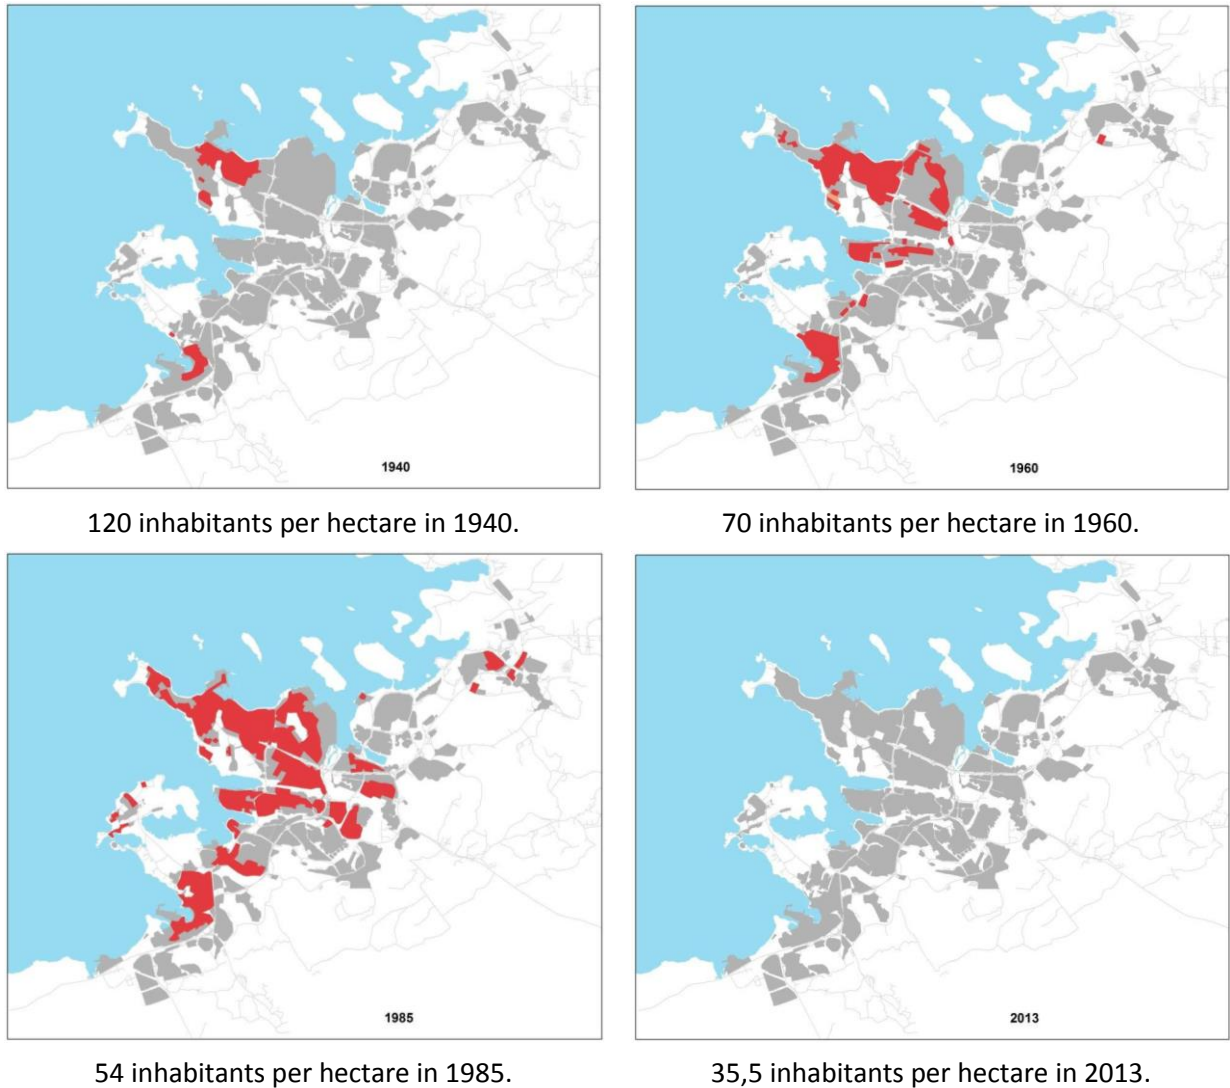 1940
1960
120 inhabitants per hectare in 1940.
70 inhabitants per hectare in 1960.
1985
2013
54 inhabitants per hectare in 1985.
35,5 inhabitants per hectare in 2013.